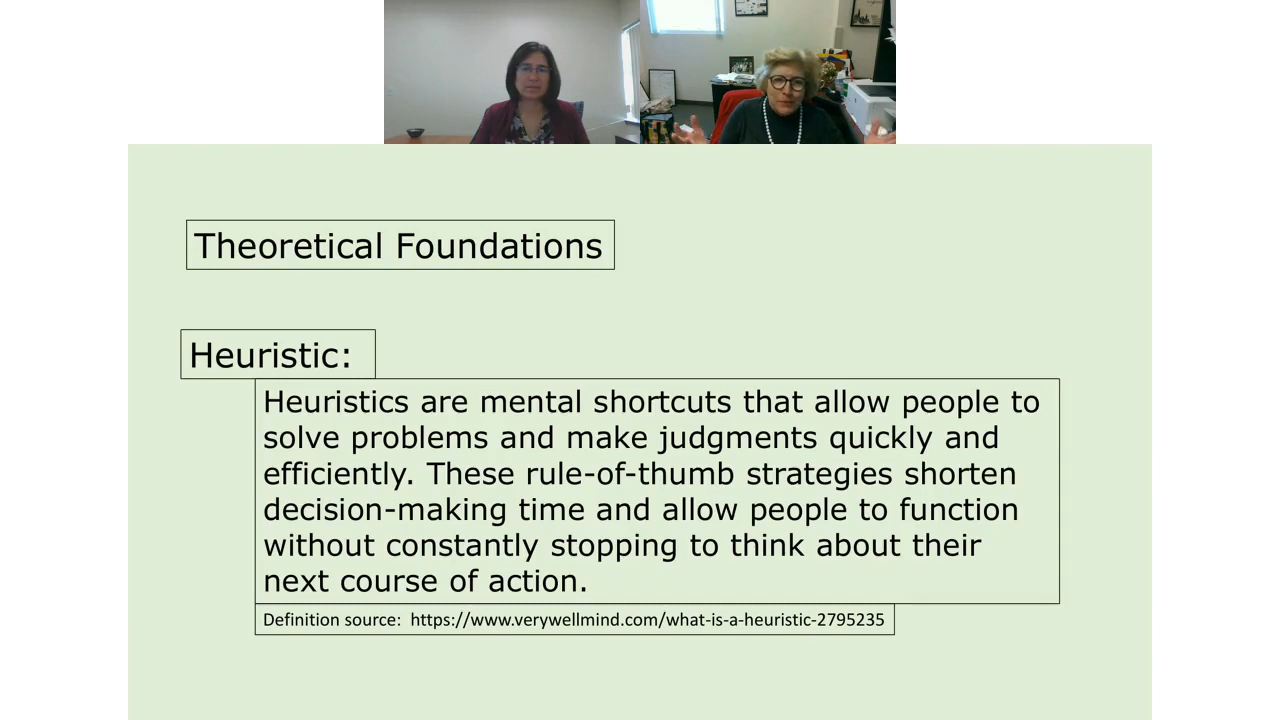 Theoretical Foundations
Heuristic:
Heuristics are mental shortcuts that allow people to
solve problems and make judgments quickly and
efficiently. These rule-of-thumb strategies shorten
decision-making time and allow people to function
without constantly stopping to think about their
next course of action.
Definition source:  https://www.verywellmind.com/what-is-a-heuristic-2795235